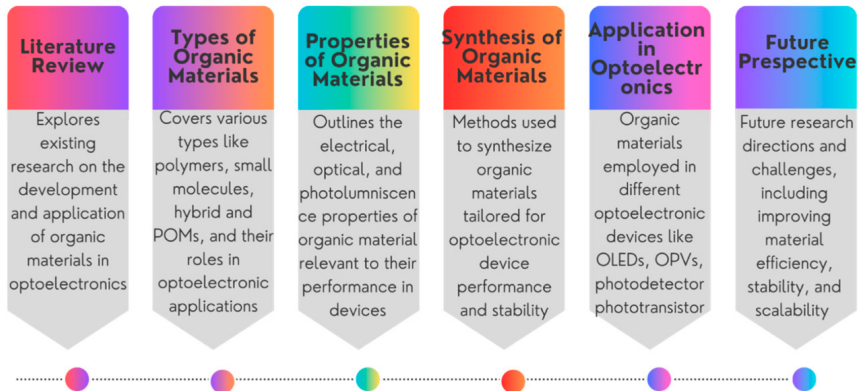 Literature
Review
Explores
existing
research on the
development
and application
of organic
materials in
optoelectronics
Types of
Organic
Materials
Covers various
types like
polymers, small
molecules,
hybrid and
POMs, and their
roles in
optoelectronic
applications
Properties
of Organic
Materials
Outlines the
electrical,
optical, and
photolumniscen
ce properties of
organic material
relevant to their
performance in
devices
Synthesis of
Organic
Materials
Methods used
to synthesize
organic
materials
tailored for
optoelectronic
device
performance
and stability
Application
in
Optoelectr
onics
Organic
materials
employed in
different
optoelectronic
devices like
OLEDs, OPVs,
photodetector
phototransistor
Future
Prespective
Future research
directions and
challenges,
including
improving
material
efficiency,
stability, and
scalability